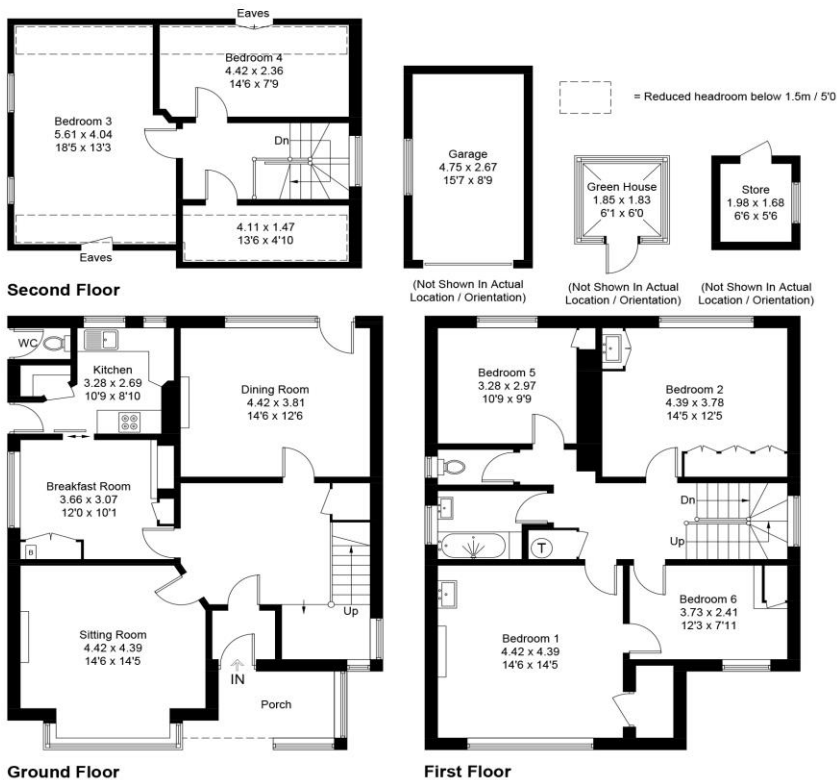 Eaves
Bedroom 4
4.42 x 2.36
14'6 x 7'9
Bedroom 3
5.61 x 4.04
18'5 x 13'3
Dn
4.11 x 1.47
13'6 x 4'10
Eaves
Second Floor
Garage
4.75 x 2.67
15'7 x 8'9
(Not Shown In Actual
Location / Orientation)
= Reduced headroom below 1.5m / 5'0
Green House
1.85 x 1.83
6'1 x 6'0
(Not Shown In Actual
Location / Orientation)
Store
1.98 x 1.68
6'6 x 5'6
(Not Shown In Actual
Location / Orientation)
WC
Kitchen
3.28 x 2.69
10'9 x 8'10
Dining Room
4.42 x 3.81
14'6 x 12'6
Breakfast Room
3.66 x 3.07
12'0 x 10'1
B
Up
Sitting Room
4.42 x 4.39
14'6 x 14'5
IN
Porch
Ground Floor
Bedroom 5
3.28 x 2.97
10'9 x 9'9
Bedroom 2
4.39 x 3.78
14'5 x 12'5
Dn
Up
T
Bedroom 6
3.73 x 2.41
12'3 x 7'11
Bedroom 1
4.42 x 4.39
14'6 x 14'5
First Floor